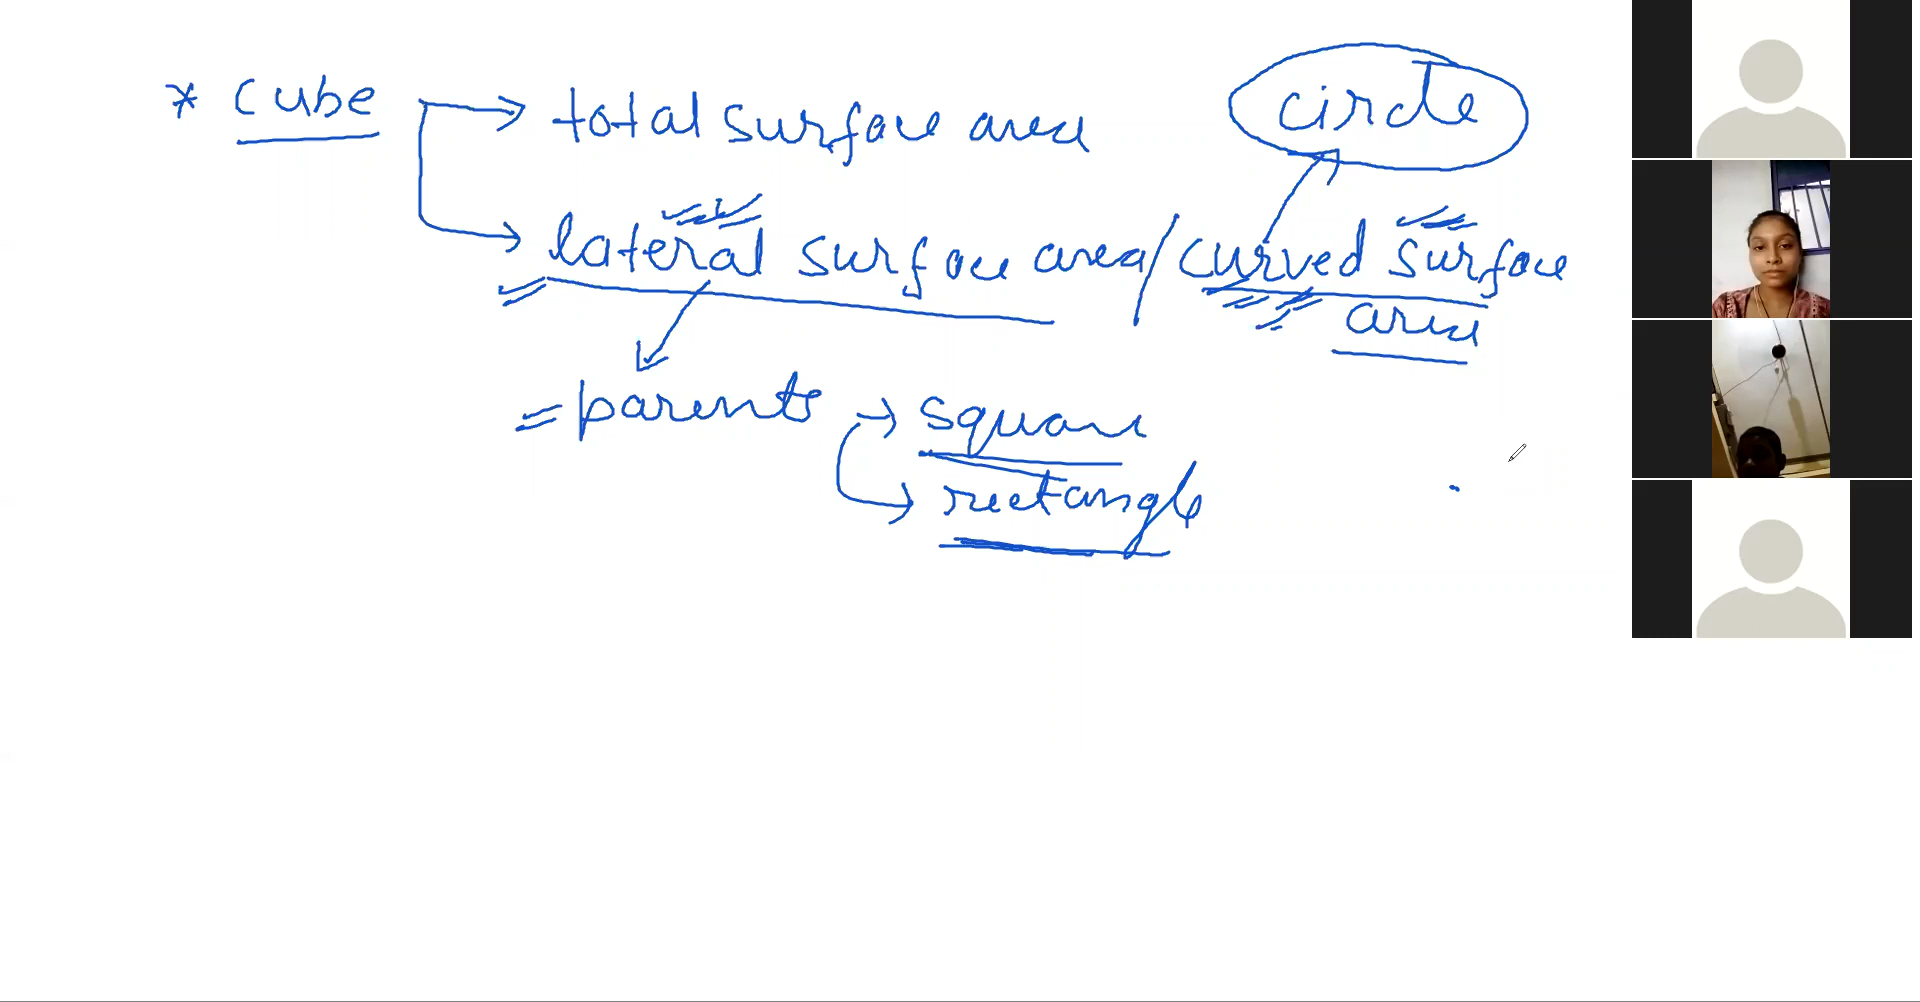 * cube → total surface area
circle
→ lateral surface area / curved surface
area
= parents → square
→ rectangle